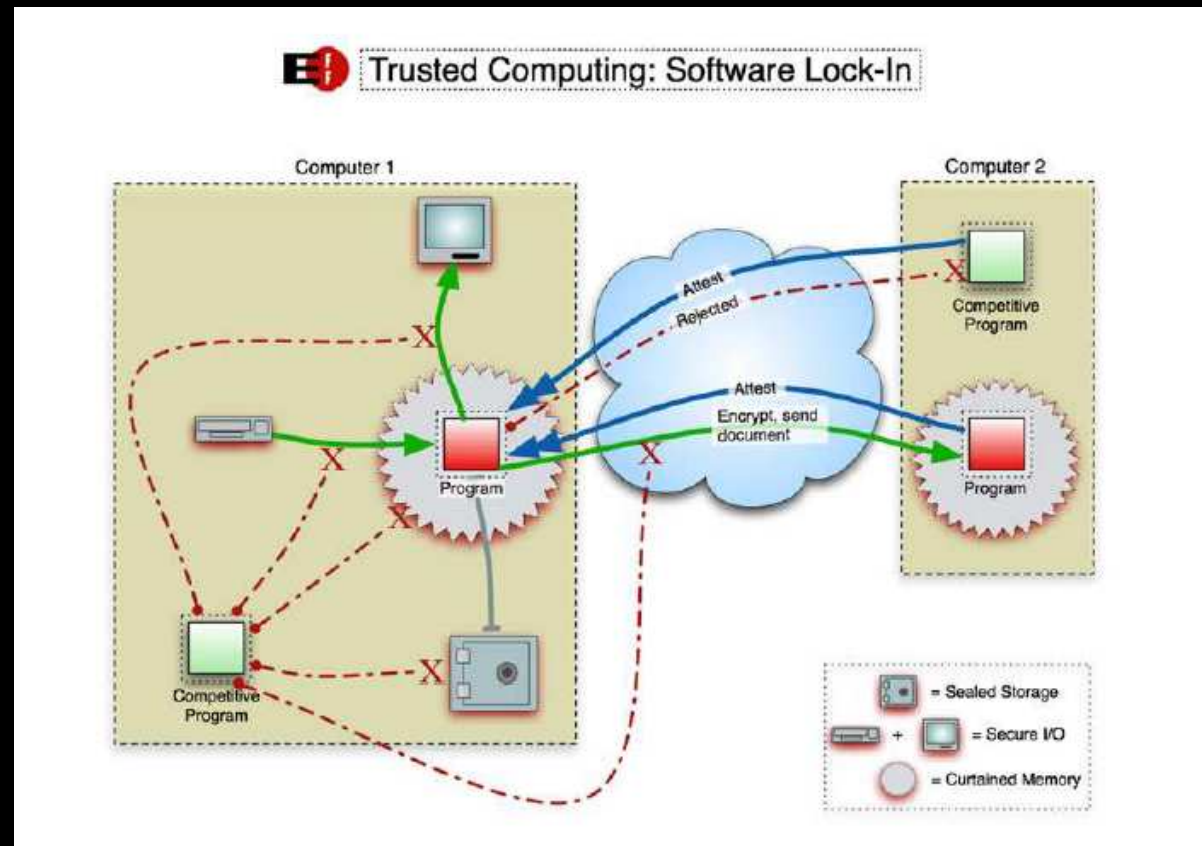 EFF Trusted Computing: Software Lock-In
Computer 1
Computer 2
Attest
Rejected
X
Competitive
Program
X
Attest
Encrypt, send
document
X
X
Program
Program
X
X
Competitive
Program
= Sealed Storage
+ = Secure I/O
= Curtained Memory